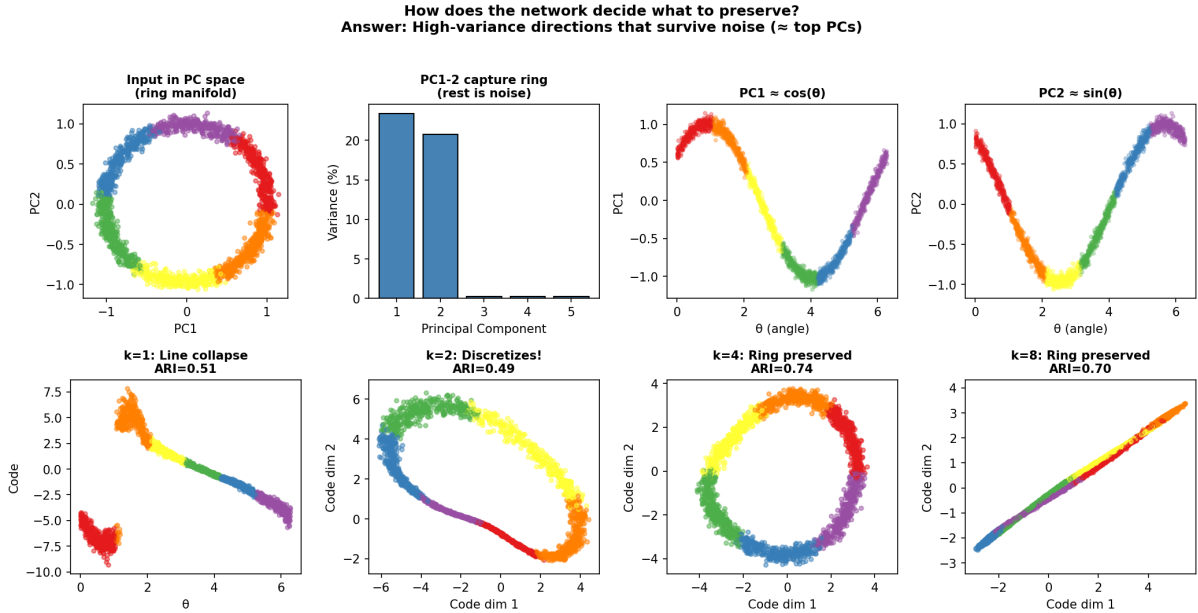 How does the network decide what to preserve?
Answer: High-variance directions that survive noise (≈ top PCs)
Input in PC space
(ring manifold)
PC2
1.0
0.5
0.0
−0.5
−1.0
−1
0
1
PC1
PC1-2 capture ring
(rest is noise)
Variance (%)
20
15
10
5
0
1
2
3
4
5
Principal Component
PC1 ≈ cos(θ)
PC1
1.0
0.5
0.0
−0.5
−1.0
0
2
4
6
θ (angle)
PC2 ≈ sin(θ)
PC2
1.0
0.5
0.0
−0.5
−1.0
0
2
4
6
θ (angle)
k=1: Line collapse
ARI=0.51
Code
7.5
5.0
2.5
0.0
−2.5
−5.0
−7.5
−10.0
0
2
4
6
θ
k=2: Discretizes!
ARI=0.49
Code dim 2
6
4
2
0
−2
−6
−4
−2
0
2
4
Code dim 1
k=4: Ring preserved
ARI=0.74
Code dim 2
4
2
0
−2
−4
−4
−2
0
2
4
Code dim 1
k=8: Ring preserved
ARI=0.70
Code dim 2
4
3
2
1
0
−1
−2
−3
−2
0
2
4
Code dim 1